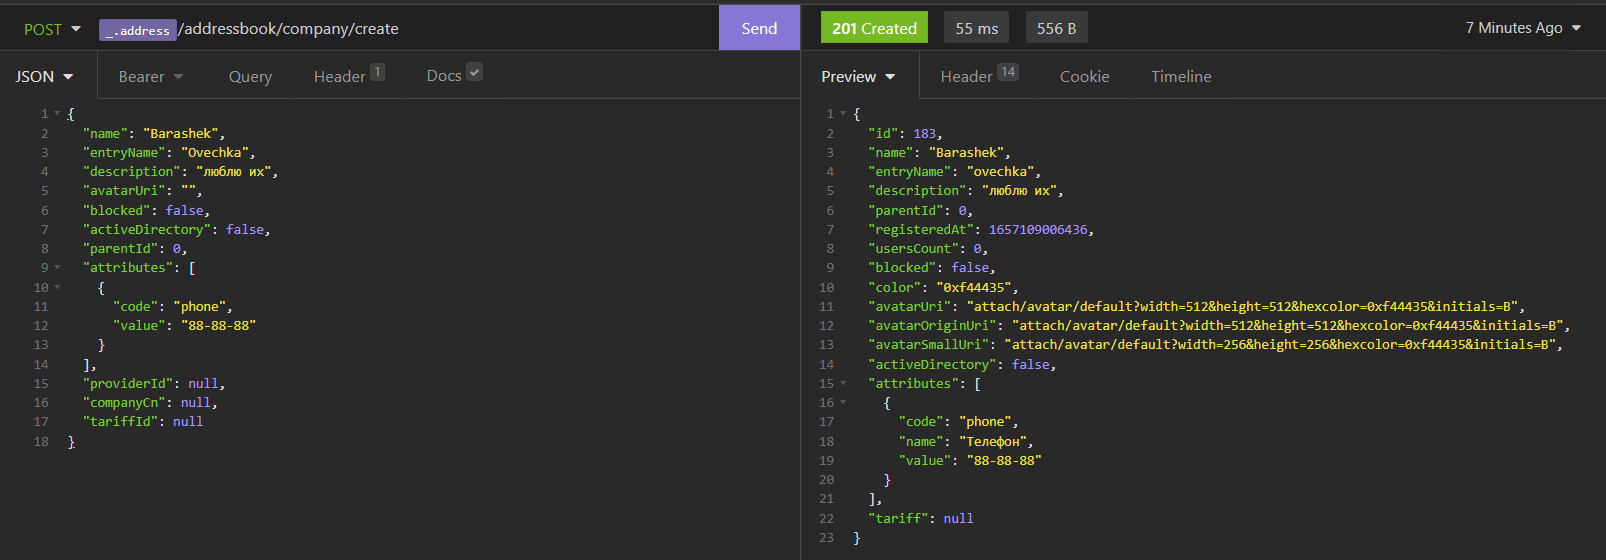 POST _.address/addressbook/company/create Send
201 Created 55 ms 556 B 7 Minutes Ago
JSON Bearer Query Header 1 Docs
Preview Header 14 Cookie Timeline
1 {
2 "name": "Barashek",
3 "entryName": "Ovechka",
4 "description": "люблю их",
5 "avatarUri": "",
6 "blocked": false,
7 "activeDirectory": false,
8 "parentId": 0,
9 "attributes": [
10 {
11 "code": "phone",
12 "value": "88-88-88"
13 }
14 ],
15 "providerId": null,
16 "companyCn": null,
17 "tariffId": null
18 }
1 {
2 "id": 183,
3 "name": "Barashek",
4 "entryName": "ovechka",
5 "description": "люблю их",
6 "parentId": 0,
7 "registeredAt": 1657109006436,
8 "usersCount": 0,
9 "blocked": false,
10 "color": "0xf44435",
11 "avatarUri": "attach/avatar/default?width=512&height=512&hexcolor=0xf44435&initials=B",
12 "avatarOriginUri": "attach/avatar/default?width=512&height=512&hexcolor=0xf44435&initials=B",
13 "avatarSmallUri": "attach/avatar/default?width=256&height=256&hexcolor=0xf44435&initials=B",
14 "activeDirectory": false,
15 "attributes": [
16 {
17 "code": "phone",
18 "name": "Телефон",
19 "value": "88-88-88"
20 }
21 ],
22 "tariff": null
23 }